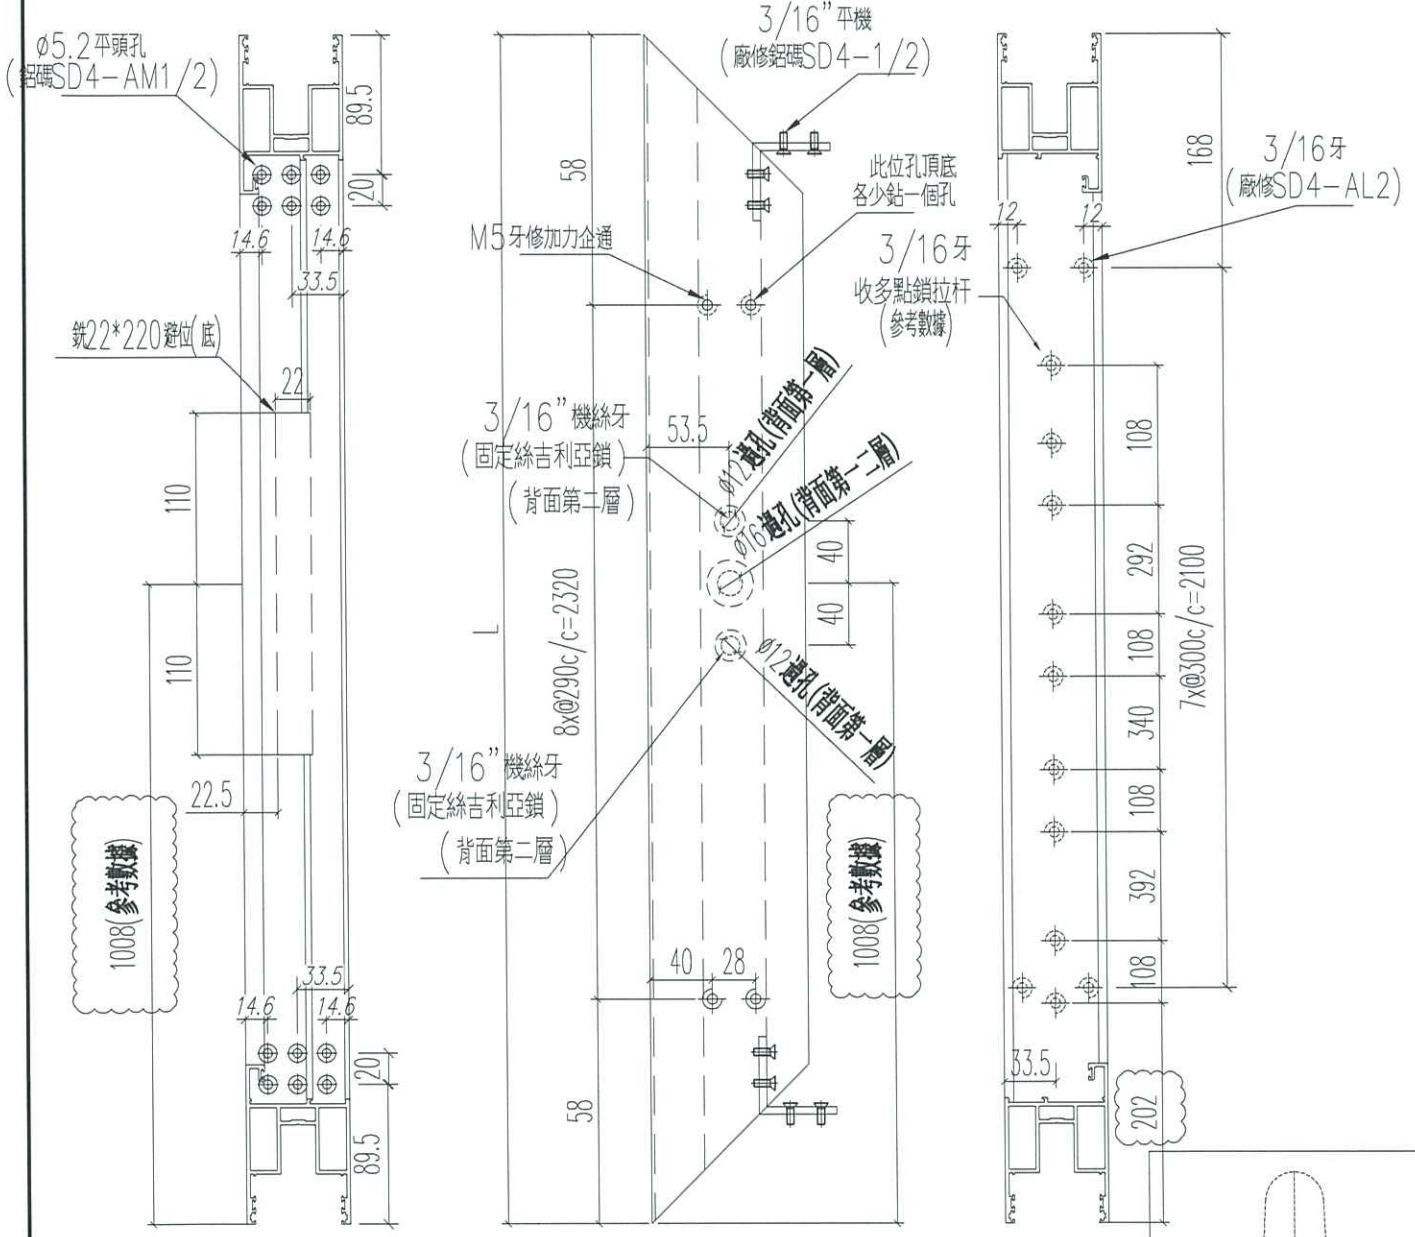 ø5.2平頭孔
(鋁碼SD4-AM1/2)
89.5
20
14.6
14.6
33.5
銑22*220避位(底)
22
110
110
22.5
1008(參考數據)
33.5
14.6
14.6
20
89.5
3/16”平機
(廠修鋁碼SD4-1/2)
58
此位孔頂底
各少鉆一個孔
M5牙修加力企通
3/16”機絲牙
(固定絲吉利亞鎖)
(背面第二層)
53.5
ø12過孔(背面第一層)
ø16過孔(背面第一二層)
40
40
L
8x@290c/c=2320
ø12過孔(背面第一層)
3/16”機絲牙
(固定絲吉利亞鎖)
(背面第二層)
1008(參考數據)
40
28
58
168
3/16牙
(廠修SD4-AL2)
12
12
3/16牙
收多點鎖拉杆
(參考數據)
108
292
108
7x@300c/c=2100
340
108
392
108
33.5
202